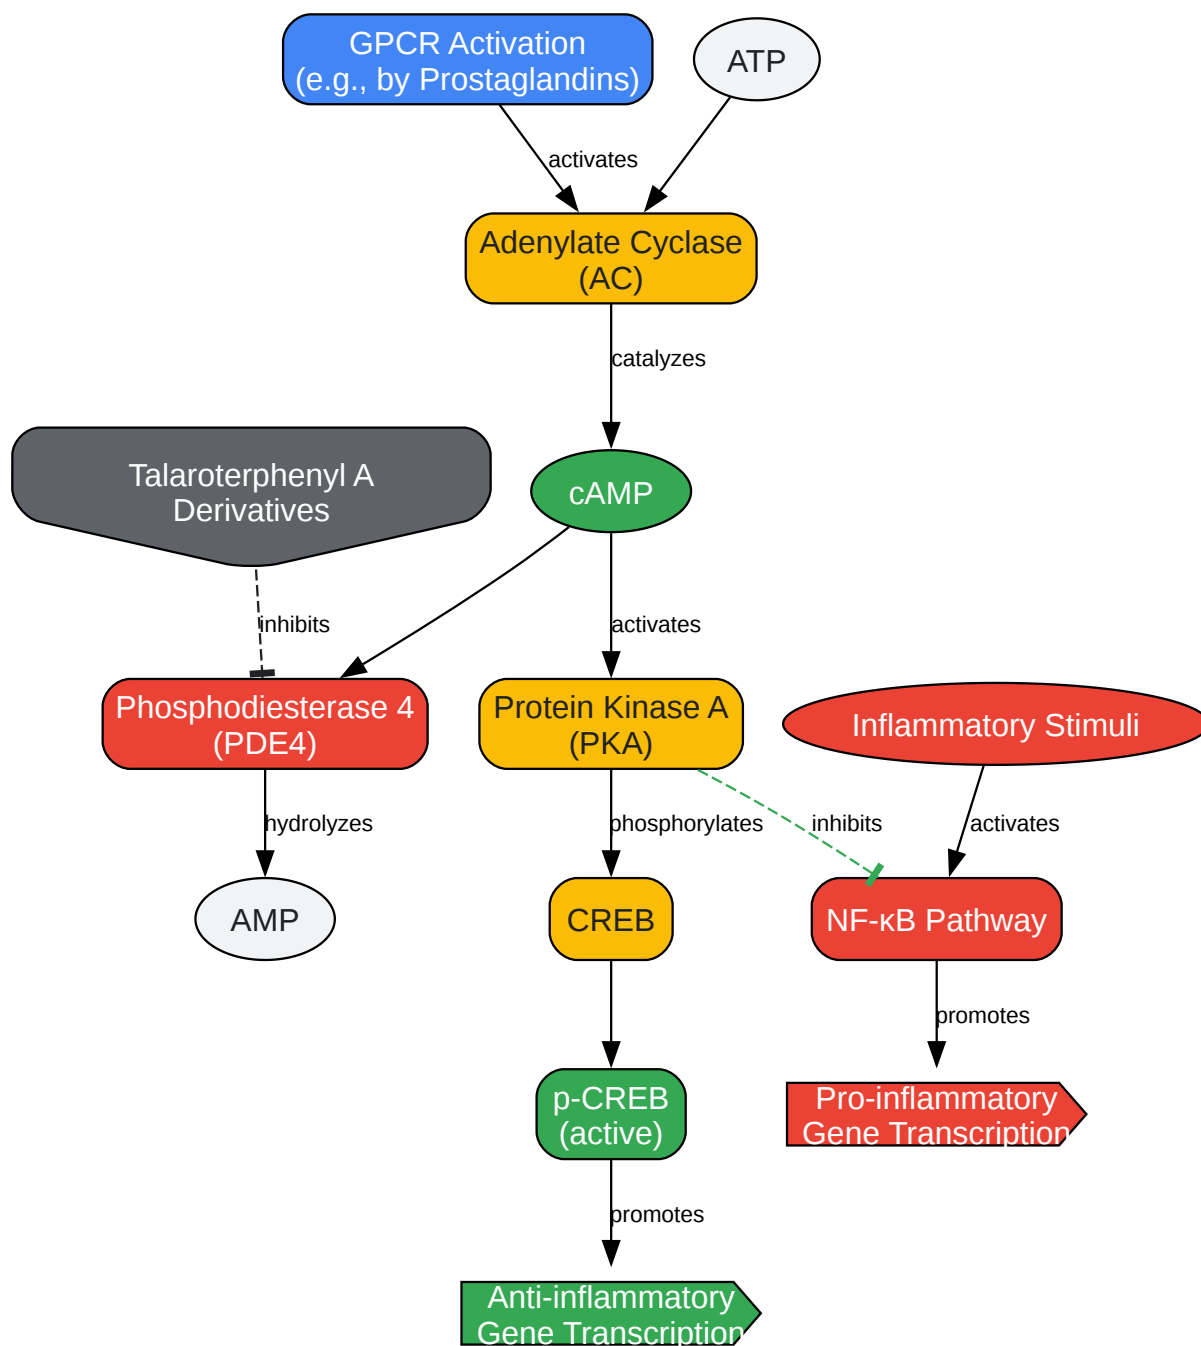 GPCR Activation
(e.g., by Prostaglandins)
ATP
activates
Adenylate Cyclase
(AC)
catalyzes
Talaroterphenyl A
Derivatives
cAMP
inhibits
activates
Phosphodiesterase 4
(PDE4)
Protein Kinase A
(PKA)
Inflammatory Stimuli
hydrolyzes
phosphorylates
inhibits
activates
AMP
CREB
NF-κB Pathway
promotes
p-CREB
(active)
Pro-inflammatory
Gene Transcription
promotes
Anti-inflammatory
Gene Transcription